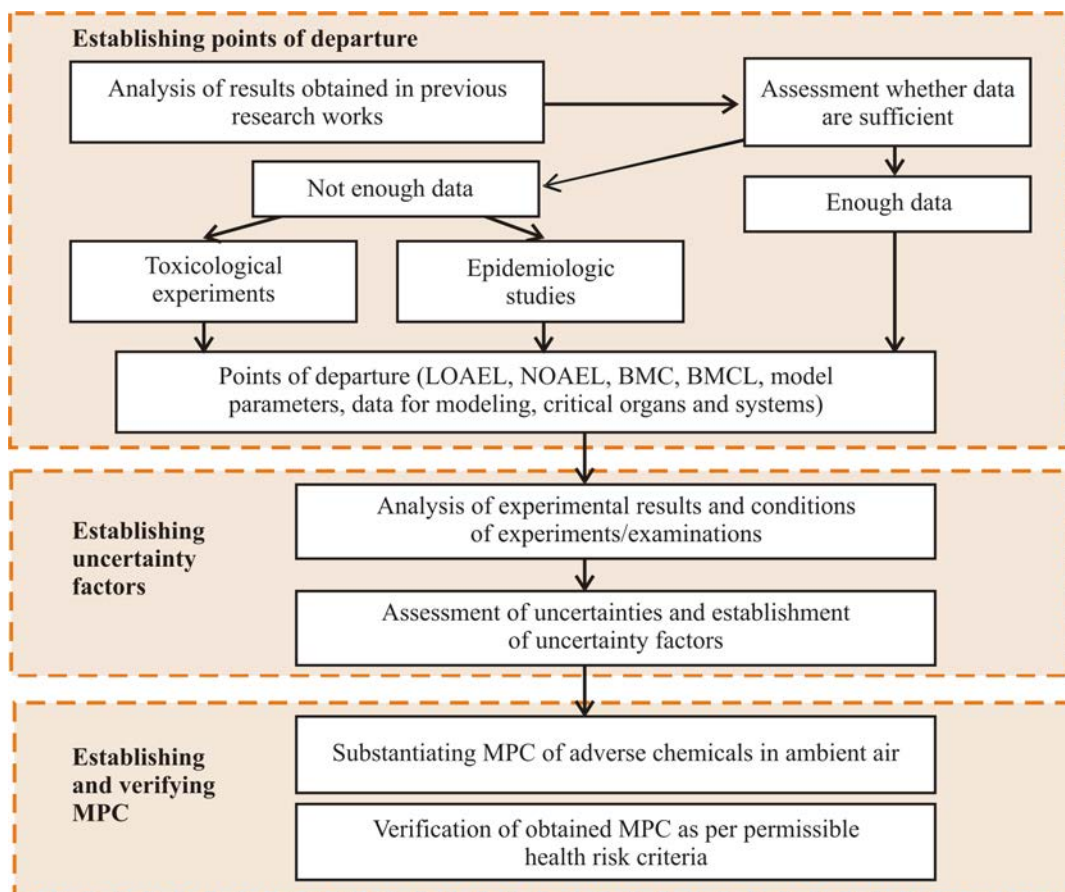 Establishing points of departure
Analysis of results obtained in previous
research works
Assessment whether data
are sufficient
Not enough data
Enough data
Toxicological
experiments
Epidemiologic
studies
Points of departure (LOAEL, NOAEL, BMC, BMCL, model
parameters, data for modeling, critical organs and systems)
Establishing
uncertainty
factors
Analysis of experimental results and conditions
of experiments/examinations
Assessment of uncertainties and establishment
of uncertainty factors
Establishing
and verifying
MPC
Substantiating MPC of adverse chemicals in ambient air
Verification of obtained MPC as per permissible
health risk criteria